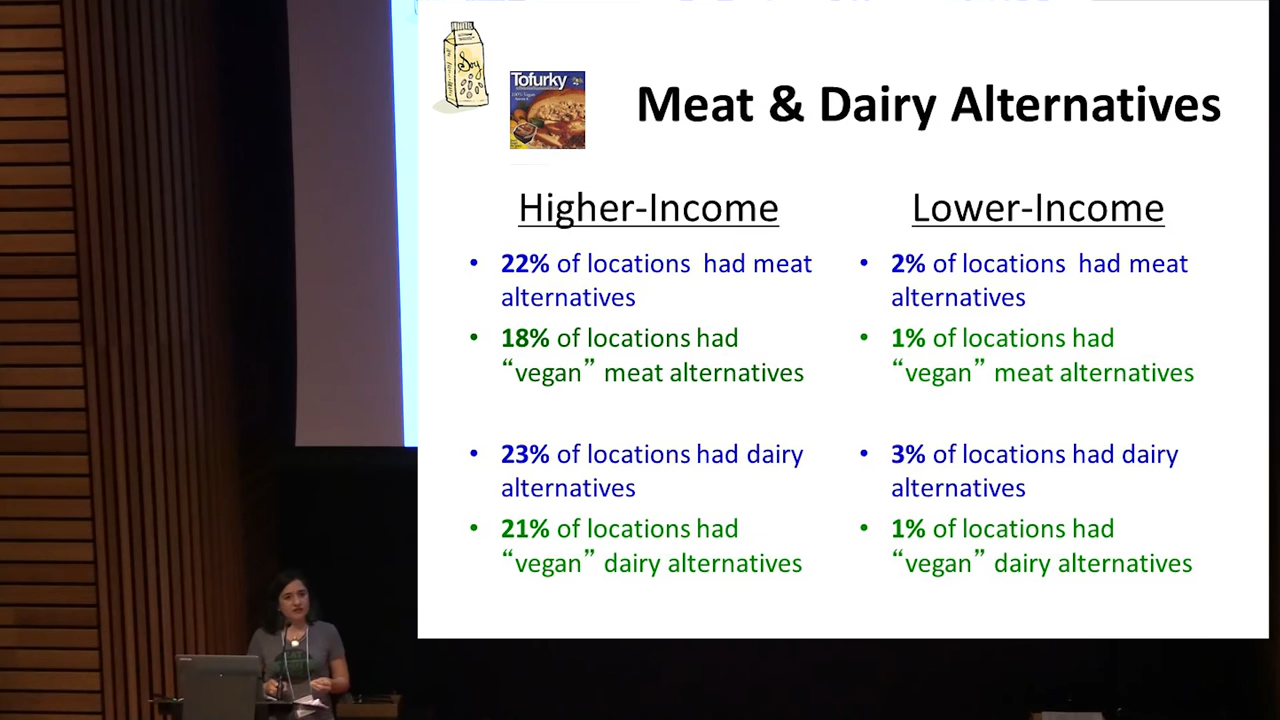 Soy
Tofurky
Meat & Dairy Alternatives
Higher-Income
• 22% of locations had meat
alternatives
• 18% of locations had
“vegan” meat alternatives
• 23% of locations had dairy
alternatives
• 21% of locations had
“vegan” dairy alternatives
Lower-Income
• 2% of locations had meat
alternatives
• 1% of locations had
“vegan” meat alternatives
• 3% of locations had dairy
alternatives
• 1% of locations had
“vegan” dairy alternatives